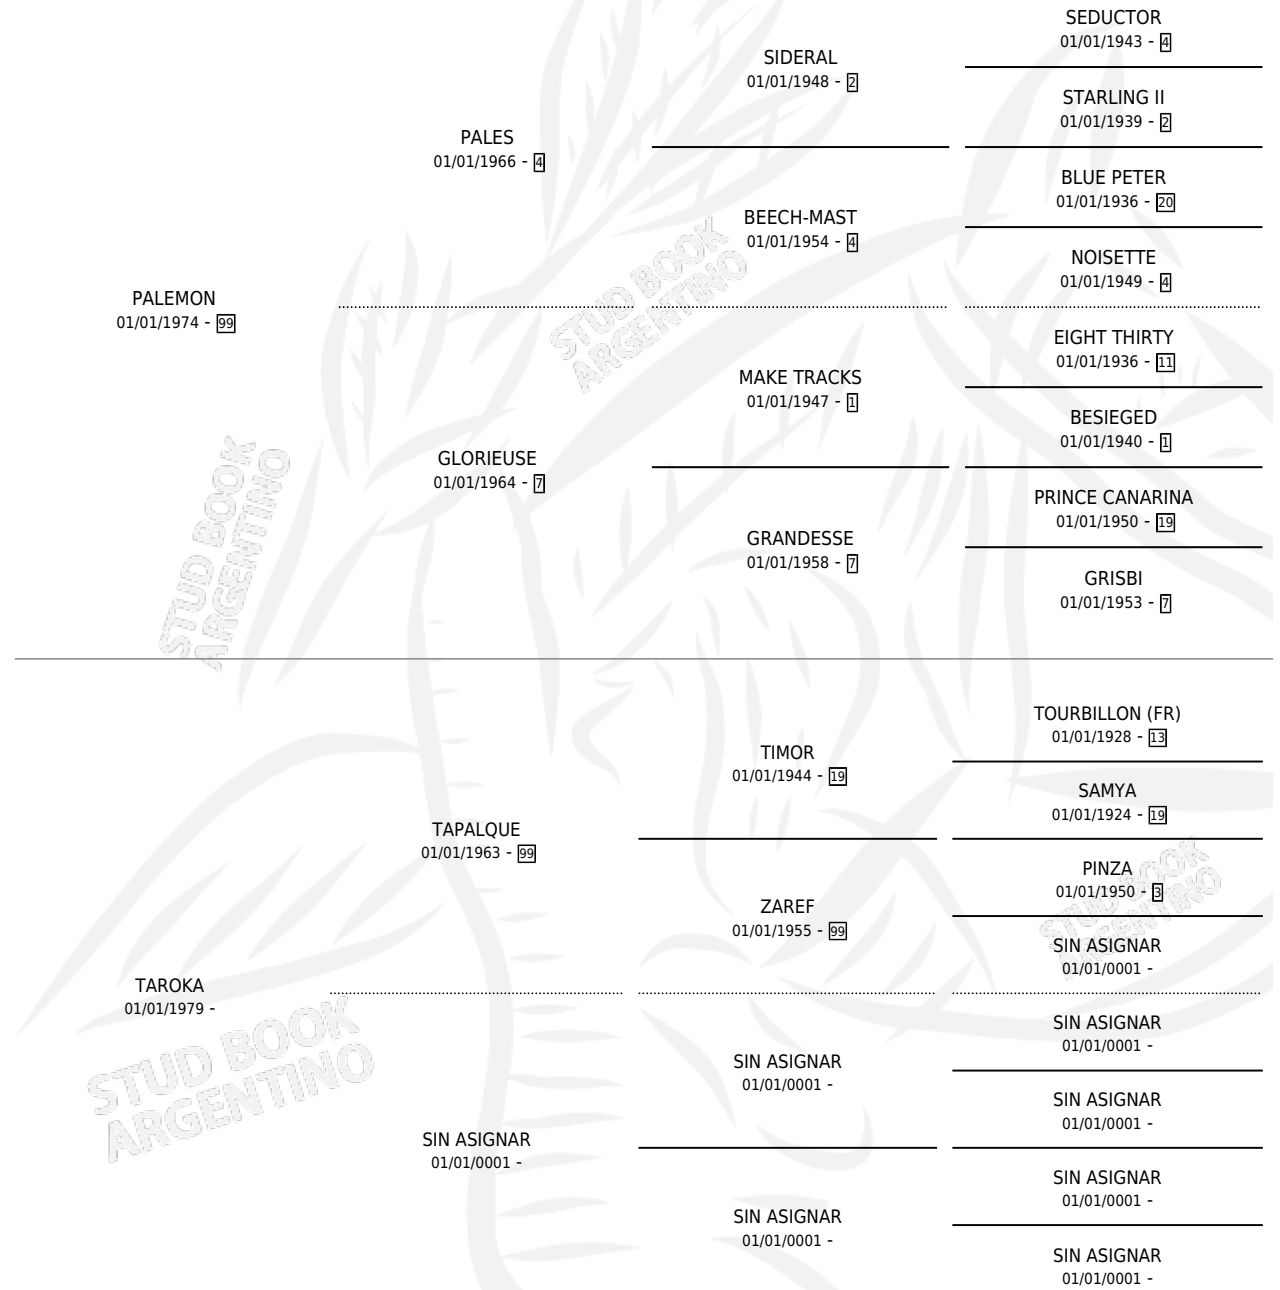 SEDUCTOR
01/01/1943 - 4
SIDERAL
01/01/1948 - 2
STARLING II
01/01/1939 - 2
PALES
01/01/1966 - 4
BLUE PETER
01/01/1936 - 20
BEECH-MAST
01/01/1954 - 4
NOISETTE
01/01/1949 - 4
STUD BOOK
ARGENTINO
PALEMON
01/01/1974 - 99
EIGHT THIRTY
01/01/1936 - 11
MAKE TRACKS
01/01/1947 - 1
BESIEGED
01/01/1940 - 1
GLORIEUSE
01/01/1964 - 7
PRINCE CANARINA
01/01/1950 - 19
GRANDESSE
01/01/1958 - 7
GRISBI
01/01/1953 - 7
STUD BOOK
ARGENTINO
TOURBILLON (FR)
01/01/1928 - 13
TIMOR
01/01/1944 - 19
SAMYA
01/01/1924 - 19
TAPALQUE
01/01/1963 - 99
PINZA
01/01/1950 - 3
ZAREF
01/01/1955 - 99
SIN ASIGNAR
01/01/0001 -
STUD BOOK
ARGENTINO
TAROKA
01/01/1979 -
SIN ASIGNAR
01/01/0001 -
SIN ASIGNAR
01/01/0001 -
SIN ASIGNAR
01/01/0001 -
STUD BOOK
ARGENTINO
SIN ASIGNAR
01/01/0001 -
SIN ASIGNAR
01/01/0001 -
SIN ASIGNAR
01/01/0001 -
SIN ASIGNAR
01/01/0001 -